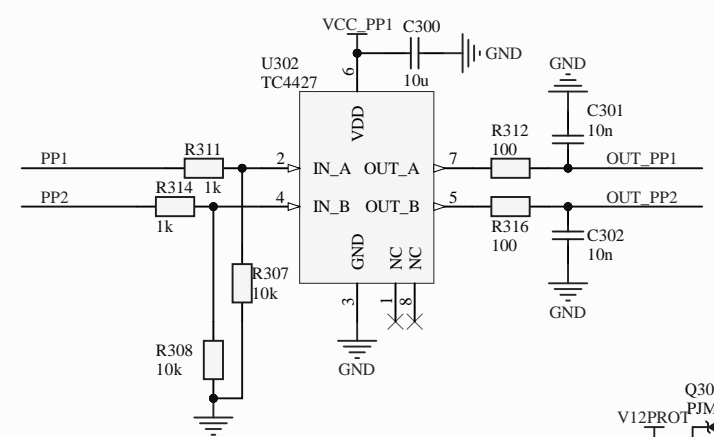 VCC_PP1
C300
GND
10u
U302
TC4427
6
VDD
GND
C301
10n
R312
100
PP1
R311
1k
2
IN_A
OUT_A
7
OUT_PP1
PP2
R314
1k
4
IN_B
OUT_B
5
OUT_PP2
R316
100
C302
10n
GND
NC
NC
R307
10k
3
1
8
GND
GND
R308
10k
V12PROT
Q30
PJM